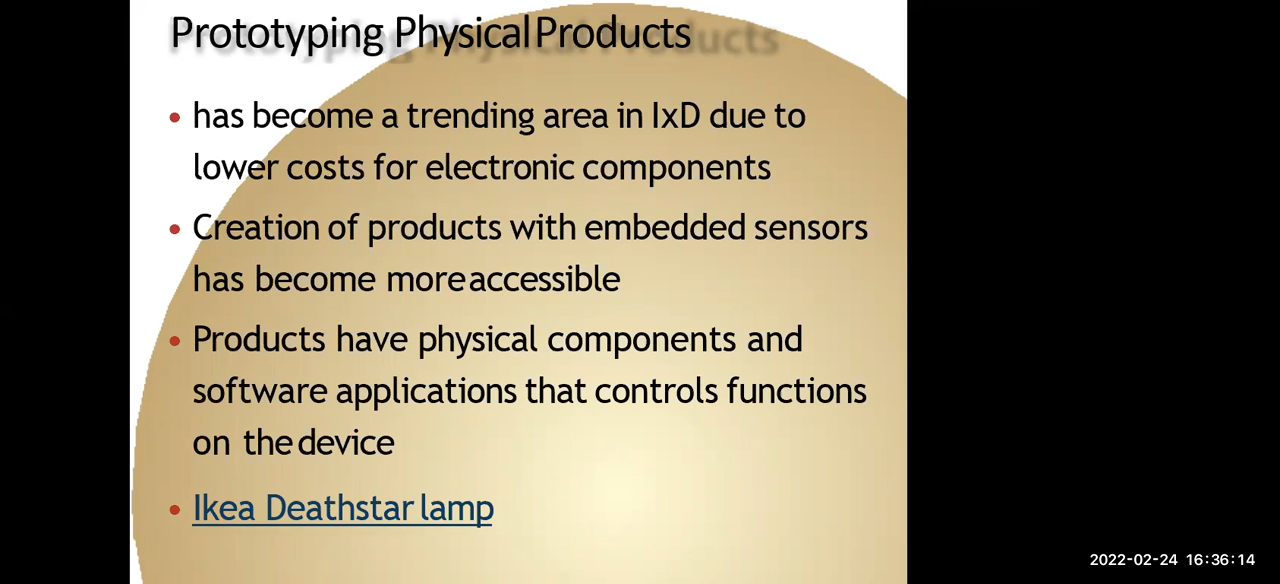 Prototyping Physical Products
• has become a trending area in IxD due to
lower costs for electronic components
• Creation of products with embedded sensors
has become more accessible
• Products have physical components and
software applications that controls functions
on the device
• Ikea Deathstar lamp
2022-02-24 16:36:14